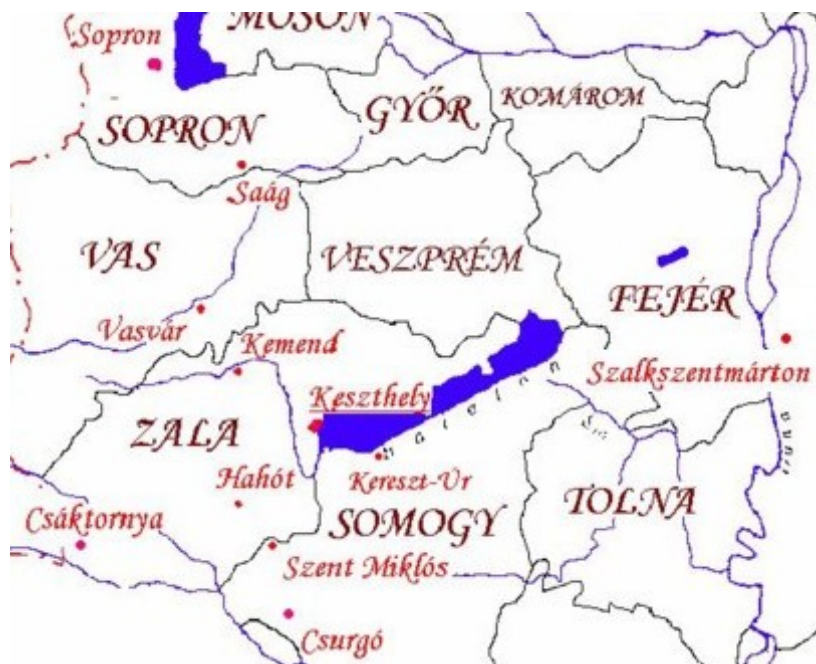 MOSON
Sopron
GYŐR
KOMÁROM
SOPRON
Saág
VAS
VESZPRÉM
FEJÉR
Vasvár
Kemend
Szalkszentmárton
Keszthely
Balaton
ZALA
Hahót
Kereszt-Úr
TOLNA
SOMOGY
Csáktornya
Szent Miklós
Csurgó